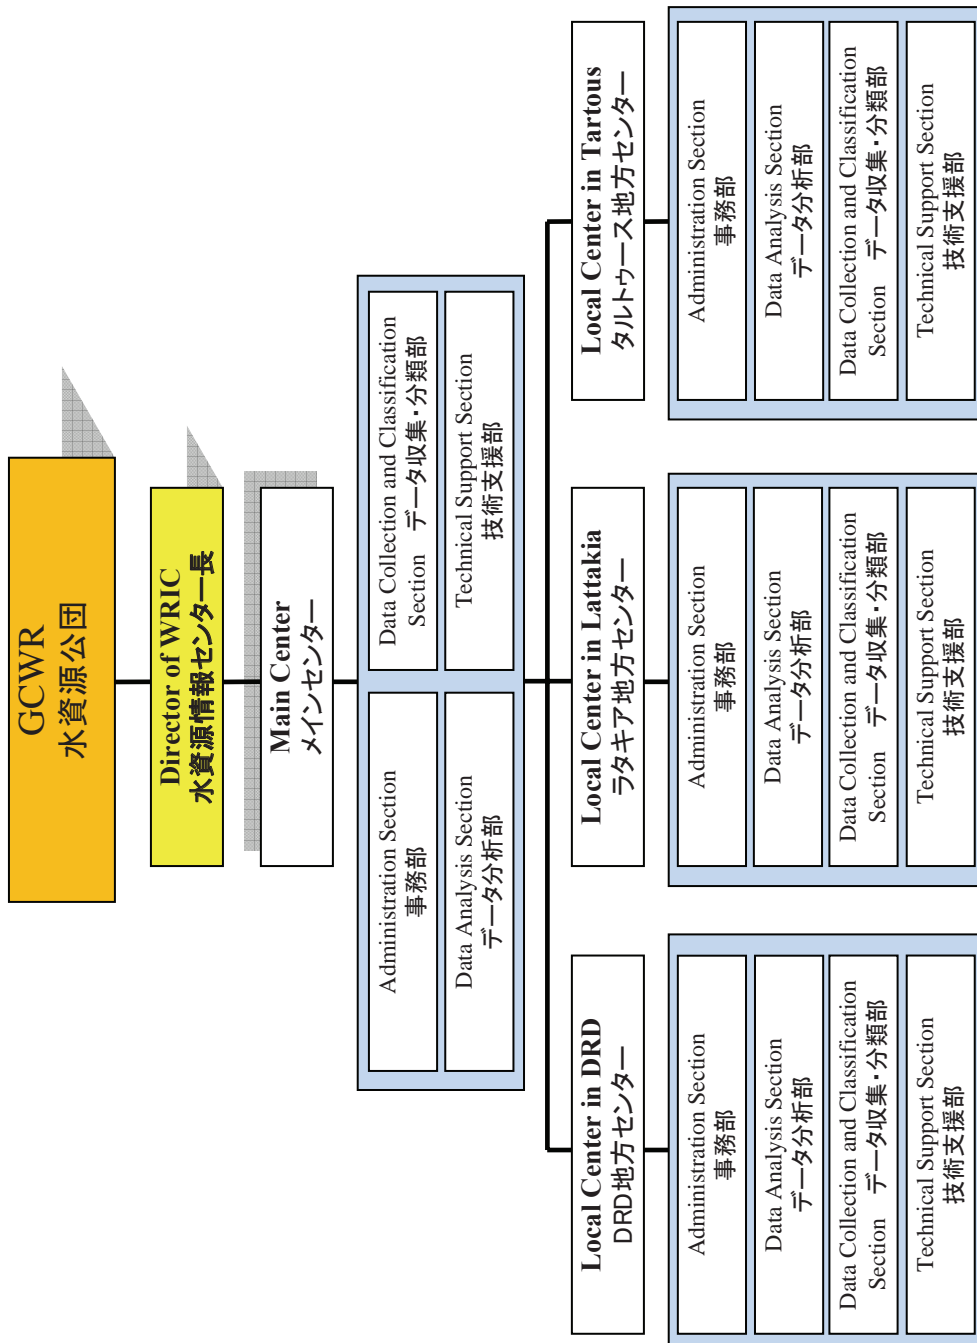 GCWR
水資源公団
Director of WRIC
水資源情報センター長
Main Center
メインセンター
Administration Section
事務部
Data Collection and Classification
Section データ収集・分類部
Data Analysis Section
データ分析部
Technical Support Section
技術支援部
Local Center in DRD
DRD地方センター
Administration Section
事務部
Data Analysis Section
データ分析部
Data Collection and Classification
Section データ収集・分類部
Technical Support Section
技術支援部
Local Center in Lattakia
ラタキア地方センター
Administration Section
事務部
Data Analysis Section
データ分析部
Data Collection and Classification
Section データ収集・分類部
Technical Support Section
技術支援部
Local Center in Tartous
タルトゥース地方センター
Administration Section
事務部
Data Analysis Section
データ分析部
Data Collection and Classification
Section データ収集・分類部
Technical Support Section
技術支援部